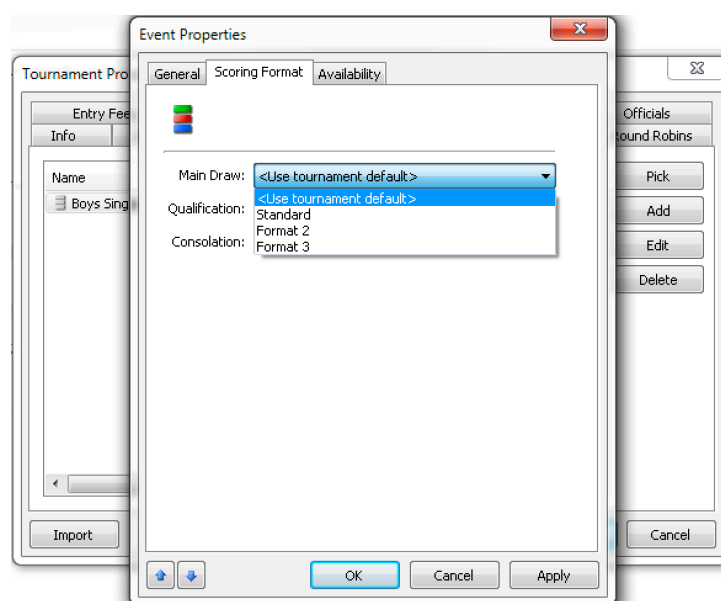 Event Properties
General Scoring Format Availability
Main Draw: <Use tournament default>
<Use tournament default>
Standard
Format 2
Format 3
Qualification:
Consolation:
OK Cancel Apply
Tournament Pro
Entry Fee
Officials
Info
ound Robins
Name
Boys Sing
Pick
Add
Edit
Delete
Import
Cancel